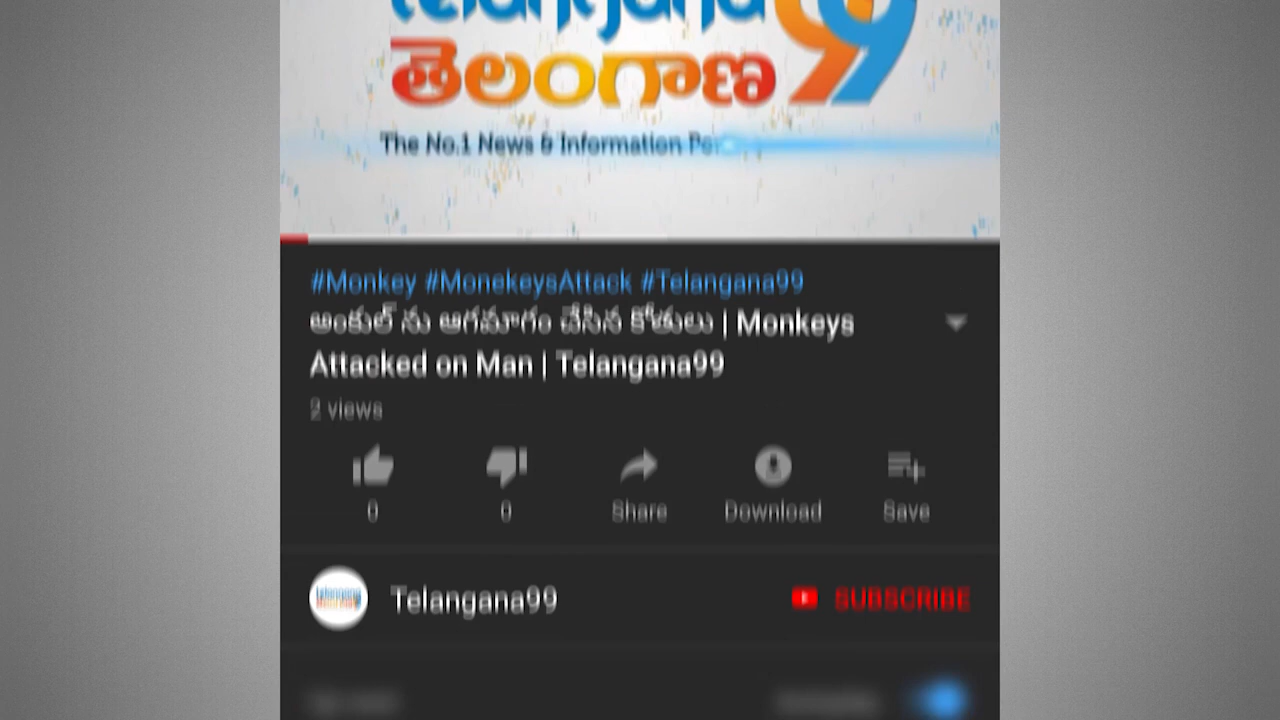 telangana 99
తెలంగాణ
The No.1 News & Information
#Monkey #MonekeysAttack #Telangana99
అంకుల్ ను ఆగమాగం చేసిన కోతులు | Monkeys
Attacked on Man | Telangana99
2 views
0 0 Share Download Save
Telangana99 SUBSCRIBE